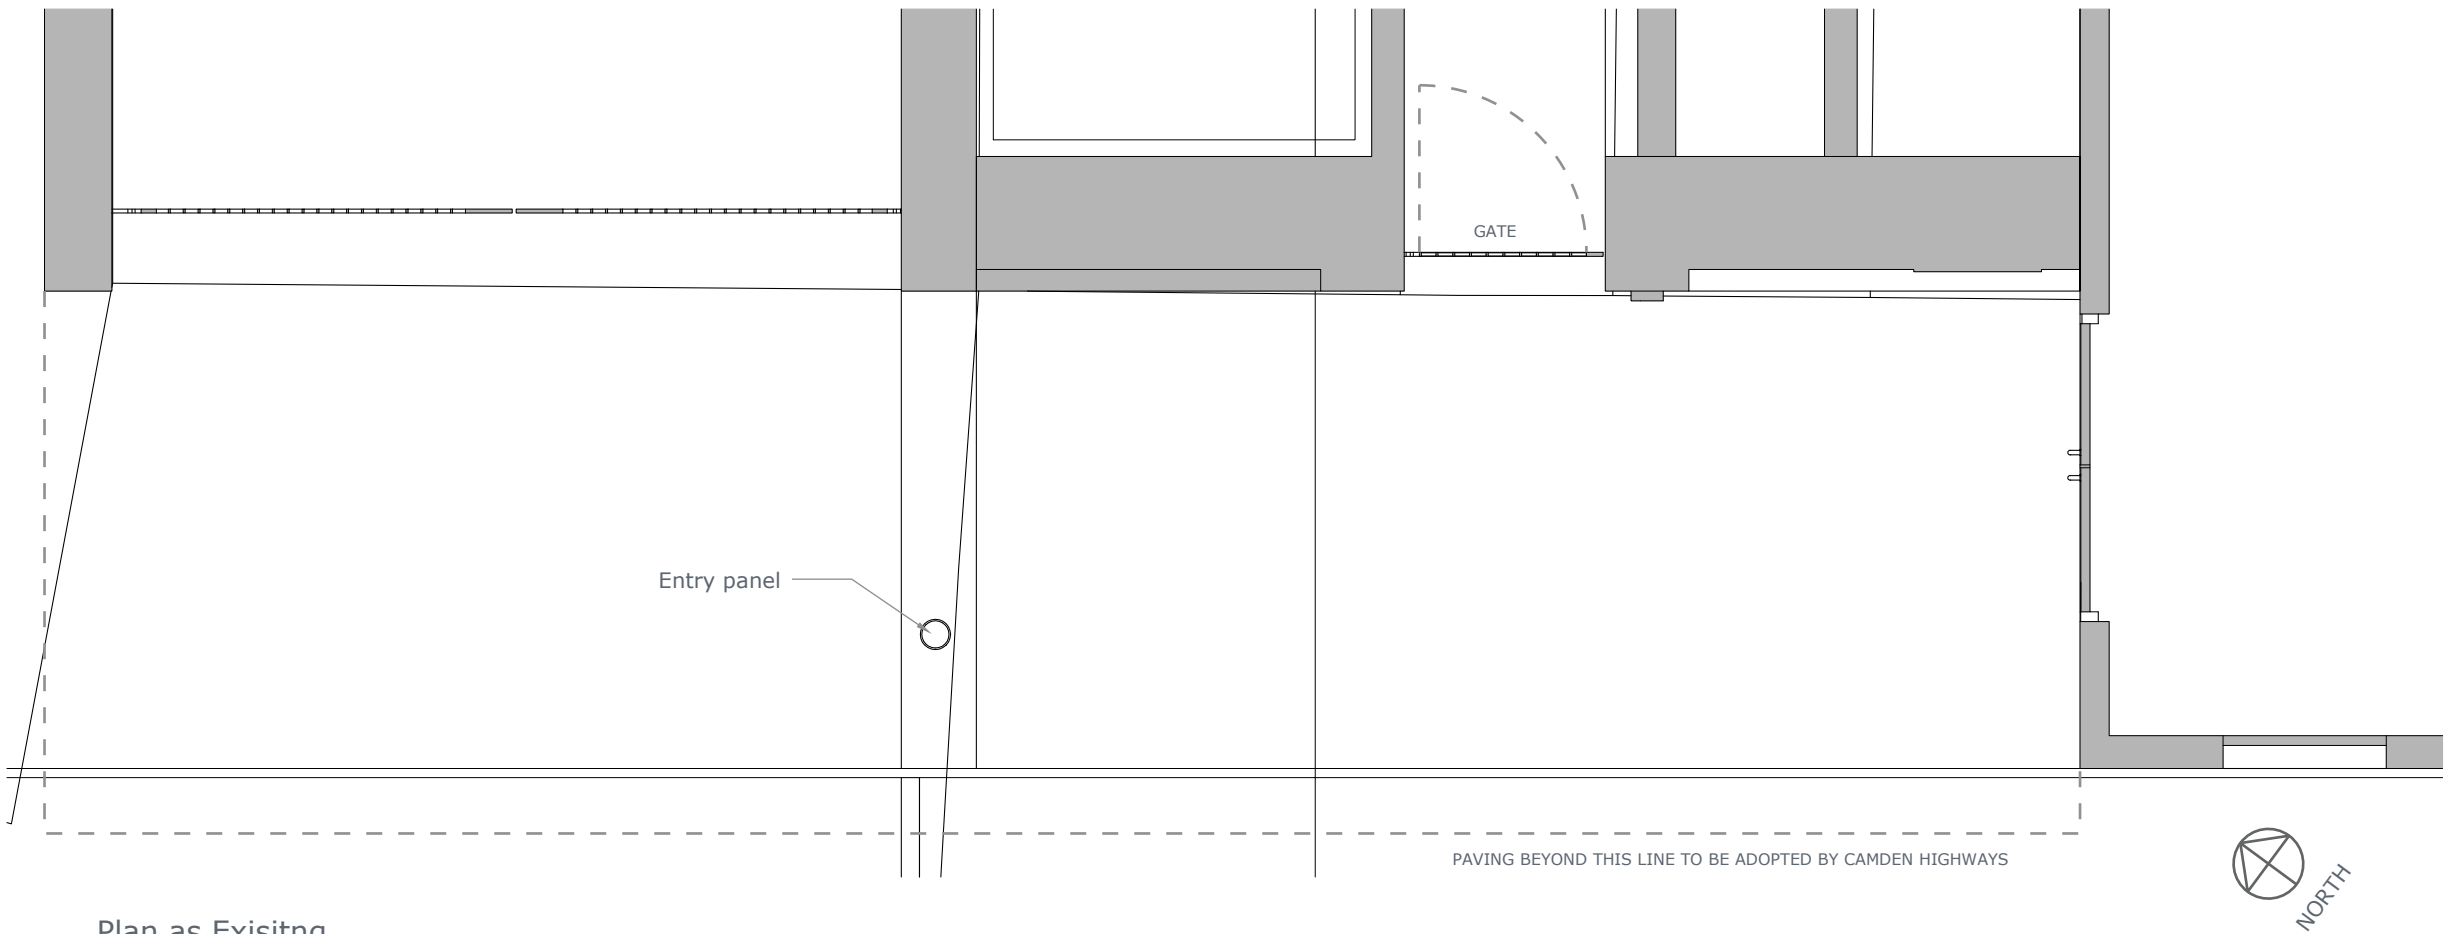 GATE
Entry panel
PAVING BEYOND THIS LINE TO BE ADOPTED BY CAMDEN HIGHWAYS
NORTH
Plan as Exisitng